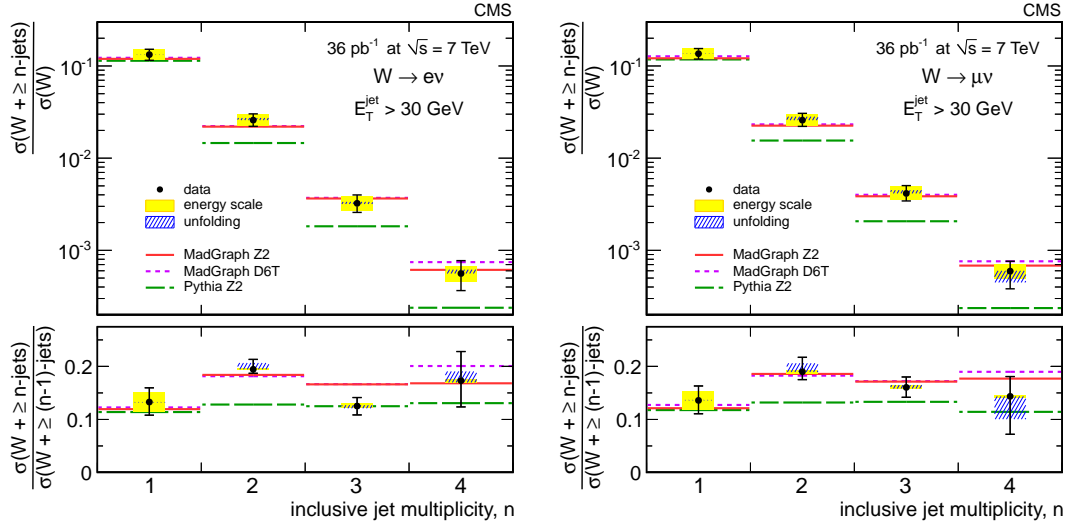 CMS
36 pb⁻¹ at √s = 7 TeV
W → eν
E_T^jet > 30 GeV
σ(W + ≥ n-jets)
σ(W)
10⁻¹
10⁻²
10⁻³
data
energy scale
unfolding
MadGraph Z2
MadGraph D6T
Pythia Z2
σ(W + ≥ n-jets)
σ(W + ≥ (n-1)-jets)
0.2
0.1
0
1 2 3 4
inclusive jet multiplicity, n
CMS
36 pb⁻¹ at √s = 7 TeV
W → μν
E_T^jet > 30 GeV
σ(W + ≥ n-jets)
σ(W)
10⁻¹
10⁻²
10⁻³
data
energy scale
unfolding
MadGraph Z2
MadGraph D6T
Pythia Z2
σ(W + ≥ n-jets)
σ(W + ≥ (n-1)-jets)
0.2
0.1
0
1 2 3 4
inclusive jet multiplicity, n